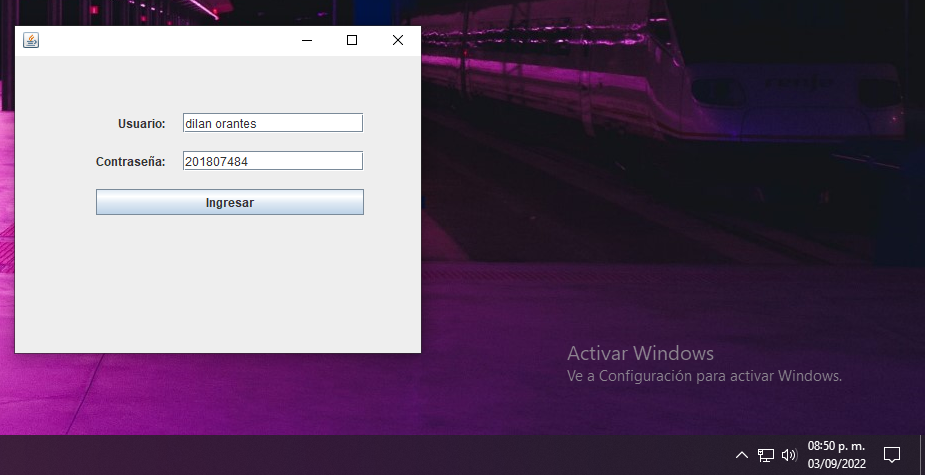 Usuario: dilan orantes
Contraseña: 201807484
Ingresar
Activar Windows
Ve a Configuración para activar Windows.
08:50 p. m.
03/09/2022